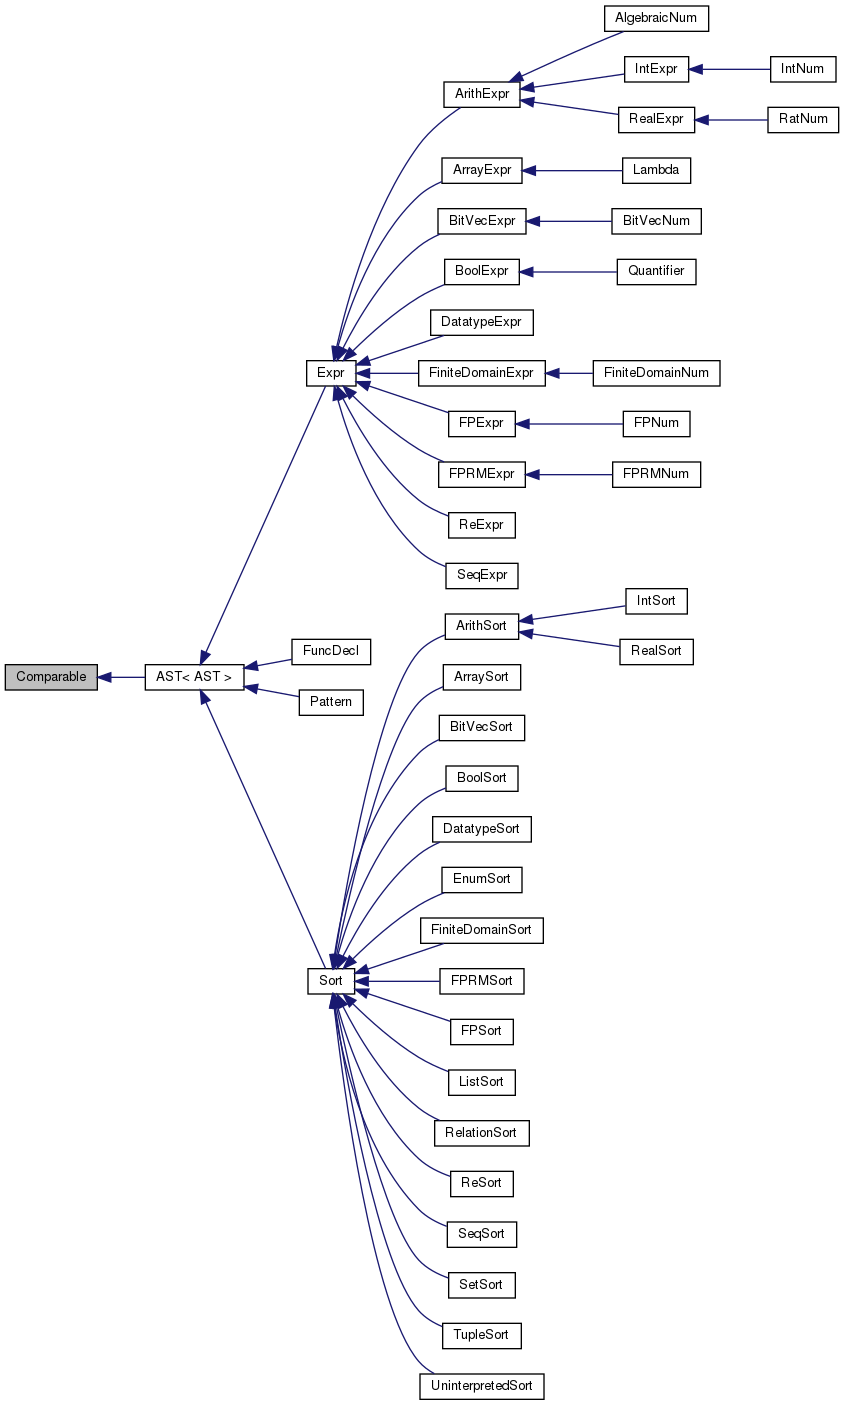 AlgebraicNum
IntExpr
IntNum
ArithExpr
RealExpr
RatNum
ArrayExpr
Lambda
BitVecExpr
BitVecNum
BoolExpr
Quantifier
DatatypeExpr
Expr
FiniteDomainExpr
FiniteDomainNum
FPExpr
FPNum
FPRMExpr
FPRMNum
ReExpr
SeqExpr
IntSort
ArithSort
RealSort
FuncDecl
Comparable
AST< AST >
ArraySort
Pattern
BitVecSort
BoolSort
DatatypeSort
EnumSort
FiniteDomainSort
Sort
FPRMSort
FPSort
ListSort
RelationSort
ReSort
SeqSort
SetSort
TupleSort
UninterpretedSort